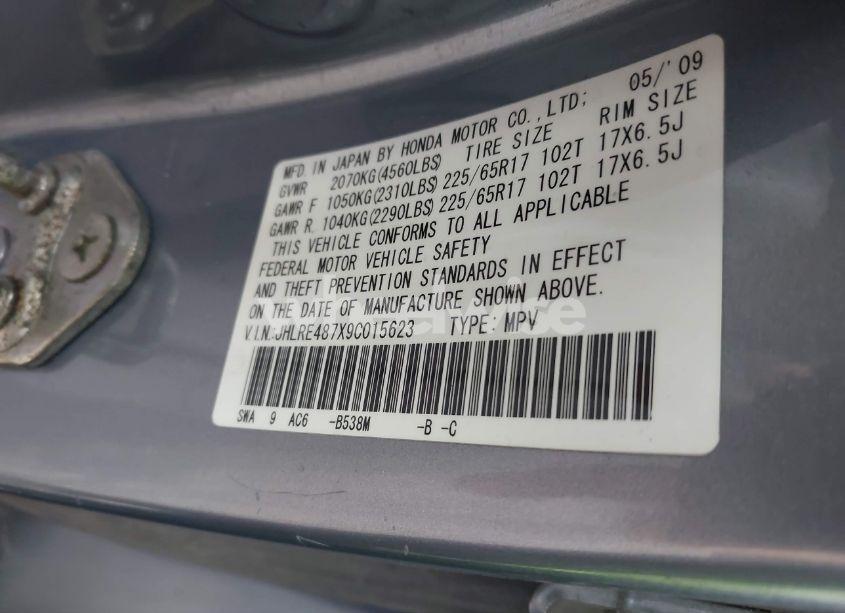 MFD. IN JAPAN BY HONDA MOTOR CO.,LTD; 05/'09
GVWR 2070KG(4560LBS) TIRE SIZE RIM SIZE
GAWR F 1050KG(2310LBS) 225/65R17 102T 17X6.5J
GAWR R. 1040KG(2290LBS) 225/65R17 102T 17X6.5J
THIS VEHICLE CONFORMS TO ALL APPLICABLE
FEDERAL MOTOR VEHICLE SAFETY
AND THEFT PREVENTION STANDARDS IN EFFECT
ON THE DATE OF MANUFACTURE SHOWN ABOVE.
V.I.N:JHLRE487X9C015623 TYPE: MPV
SWA 9 AC6 -B538M -B -C